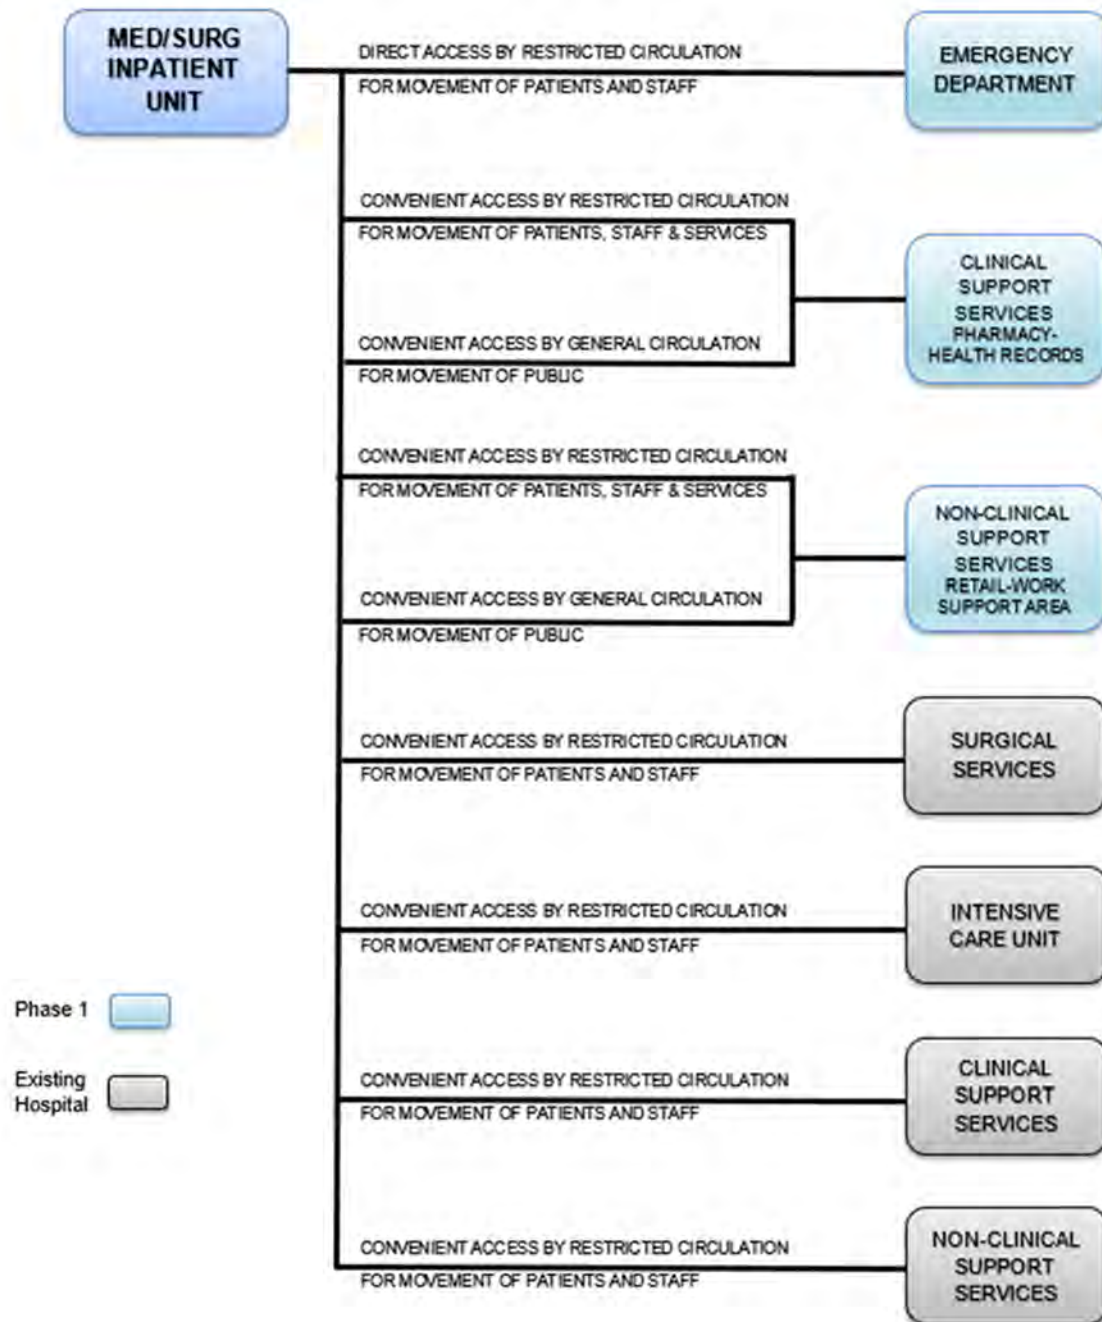 MED/SURG
INPATIENT
UNIT
DIRECT ACCESS BY RESTRICTED CIRCULATION
FOR MOVEMENT OF PATIENTS AND STAFF
EMERGENCY
DEPARTMENT
CONVENIENT ACCESS BY RESTRICTED CIRCULATION
FOR MOVEMENT OF PATIENTS, STAFF & SERVICES
CONVENIENT ACCESS BY GENERAL CIRCULATION
FOR MOVEMENT OF PUBLIC
CLINICAL
SUPPORT
SERVICES
PHARMACY-
HEALTH RECORDS
CONVENIENT ACCESS BY RESTRICTED CIRCULATION
FOR MOVEMENT OF PATIENTS, STAFF & SERVICES
CONVENIENT ACCESS BY GENERAL CIRCULATION
FOR MOVEMENT OF PUBLIC
NON-CLINICAL
SUPPORT
SERVICES
RETAIL-WORK
SUPPORT AREA
CONVENIENT ACCESS BY RESTRICTED CIRCULATION
FOR MOVEMENT OF PATIENTS AND STAFF
SURGICAL
SERVICES
CONVENIENT ACCESS BY RESTRICTED CIRCULATION
FOR MOVEMENT OF PATIENTS AND STAFF
INTENSIVE
CARE UNIT
Phase 1
Existing
Hospital
CONVENIENT ACCESS BY RESTRICTED CIRCULATION
FOR MOVEMENT OF PATIENTS AND STAFF
CLINICAL
SUPPORT
SERVICES
CONVENIENT ACCESS BY RESTRICTED CIRCULATION
FOR MOVEMENT OF PATIENTS AND STAFF
NON-CLINICAL
SUPPORT
SERVICES